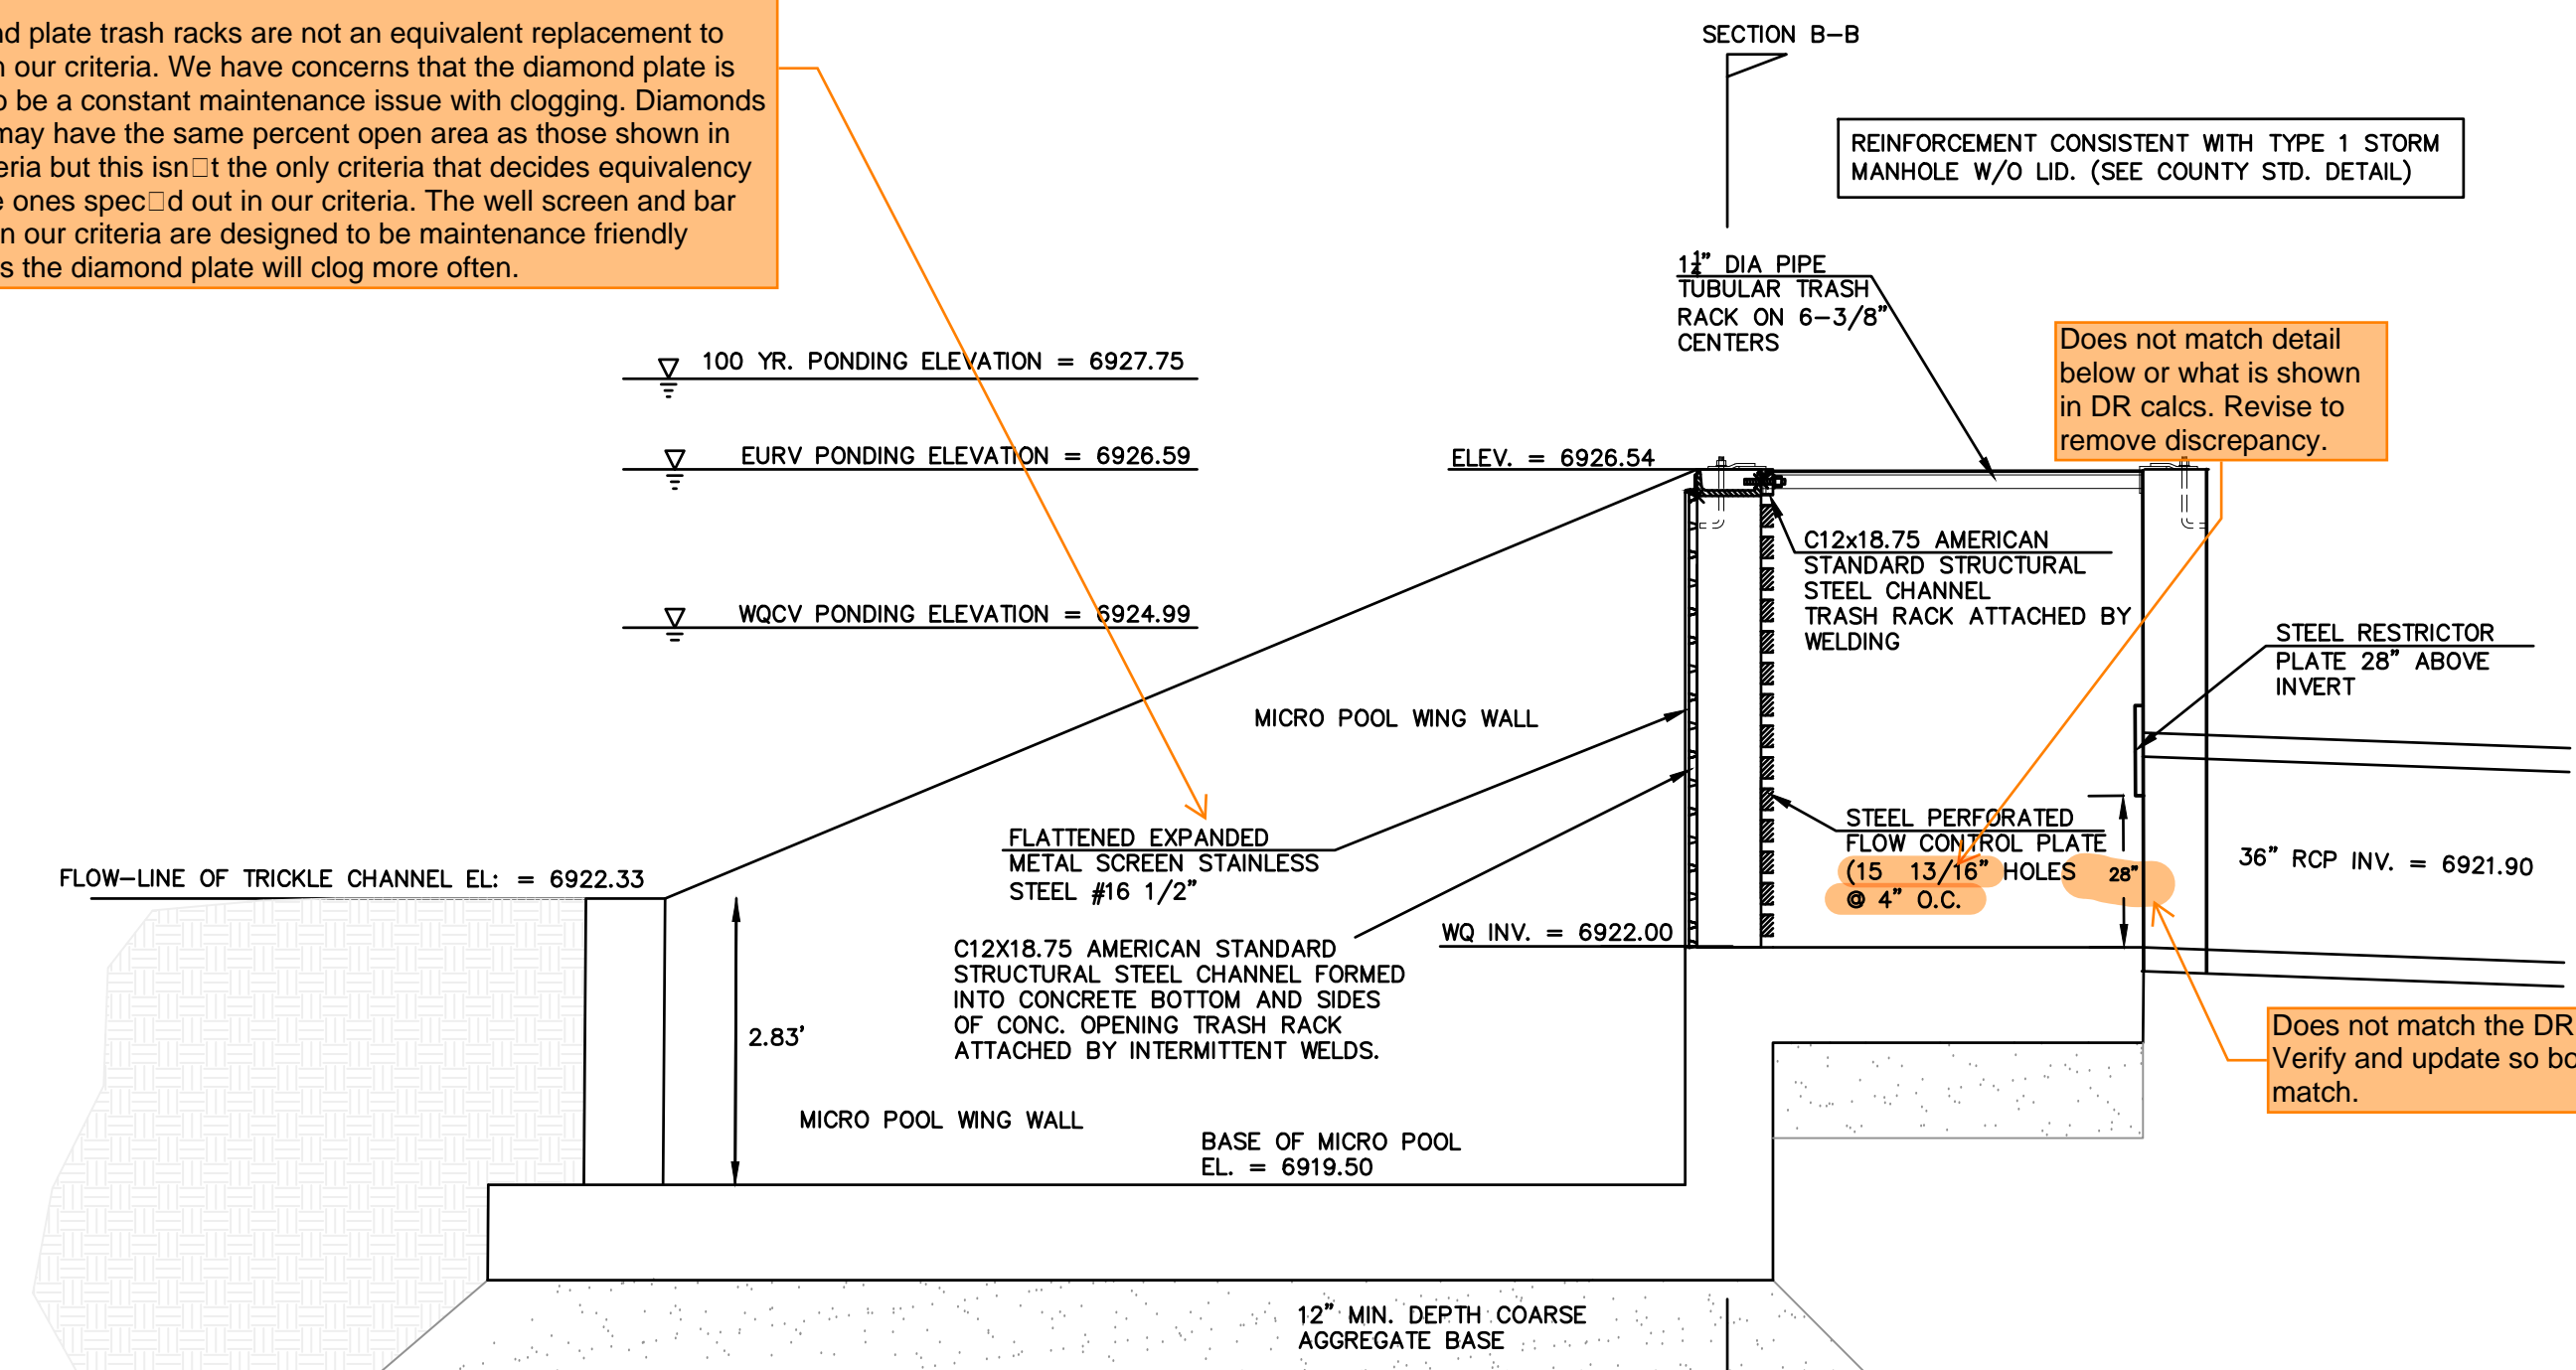 nd plate trash racks are not an equivalent replacement to
n our criteria. We have concerns that the diamond plate is
o be a constant maintenance issue with clogging. Diamonds
may have the same percent open area as those shown in
eria but this isn□t the only criteria that decides equivalency
e ones spec□d out in our criteria. The well screen and bar
n our criteria are designed to be maintenance friendly
s the diamond plate will clog more often.
SECTION B-B
REINFORCEMENT CONSISTENT WITH TYPE 1 STORM
MANHOLE W/O LID. (SEE COUNTY STD. DETAIL)
DIA PIPE
TUBULAR TRASH
RACK ON 6-3/8"
CENTERS
Does not match detail
below or what is shown
in DR calcs. Revise to
remove discrepancy.
100 YR. PONDING ELEVATION = 6927.75
EURV PONDING ELEVATION = 6926.59
WQCV PONDING ELEVATION = 6924.99
ELEV. = 6926.54
C12x18.75 AMERICAN
STANDARD STRUCTURAL
STEEL CHANNEL
TRASH RACK ATTACHED BY
WELDING
STEEL RESTRICTOR
PLATE 28" ABOVE
INVERT
MICRO POOL WING WALL
FLATTENED EXPANDED
METAL SCREEN STAINLESS
STEEL #16 1/2"
STEEL PERFORATED
FLOW CONTROL PLATE
(15 13/16" HOLES
@ 4" O.C.
28"
36" RCP INV. = 6921.90
FLOW-LINE OF TRICKLE CHANNEL EL: = 6922.33
WQ INV. = 6922.00
C12X18.75 AMERICAN STANDARD
STRUCTURAL STEEL CHANNEL FORMED
INTO CONCRETE BOTTOM AND SIDES
OF CONC. OPENING TRASH RACK
ATTACHED BY INTERMITTENT WELDS.
2.83'
Does not match the DR
Verify and update so bo
match.
MICRO POOL WING WALL
BASE OF MICRO POOL
EL. = 6919.50
12" MIN. DEPTH COARSE
AGGREGATE BASE